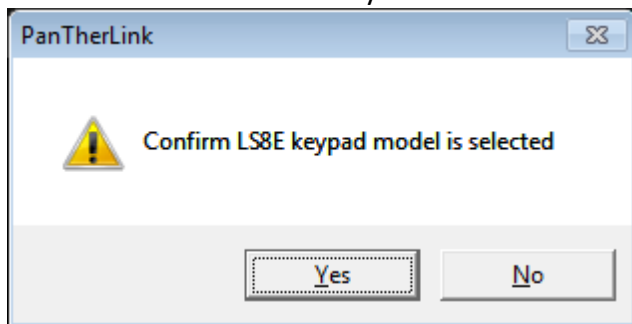 PanTherLink
Confirm LS8E keypad model is selected
Yes
No